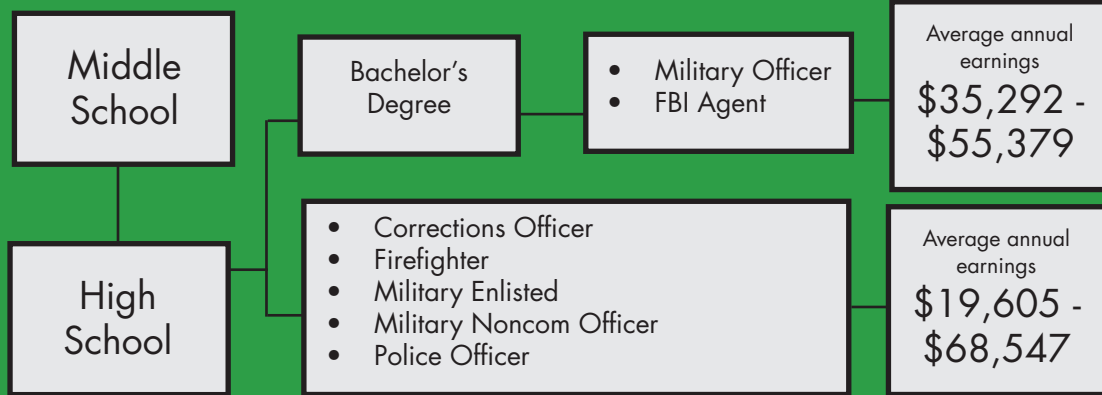 Middle
School
Bachelor’s
Degree
• Military Officer
• FBI Agent
Average annual
earnings
$35,292 -
$55,379
High
School
• Corrections Officer
• Firefighter
• Military Enlisted
• Military Noncom Officer
• Police Officer
Average annual
earnings
$19,605 -
$68,547